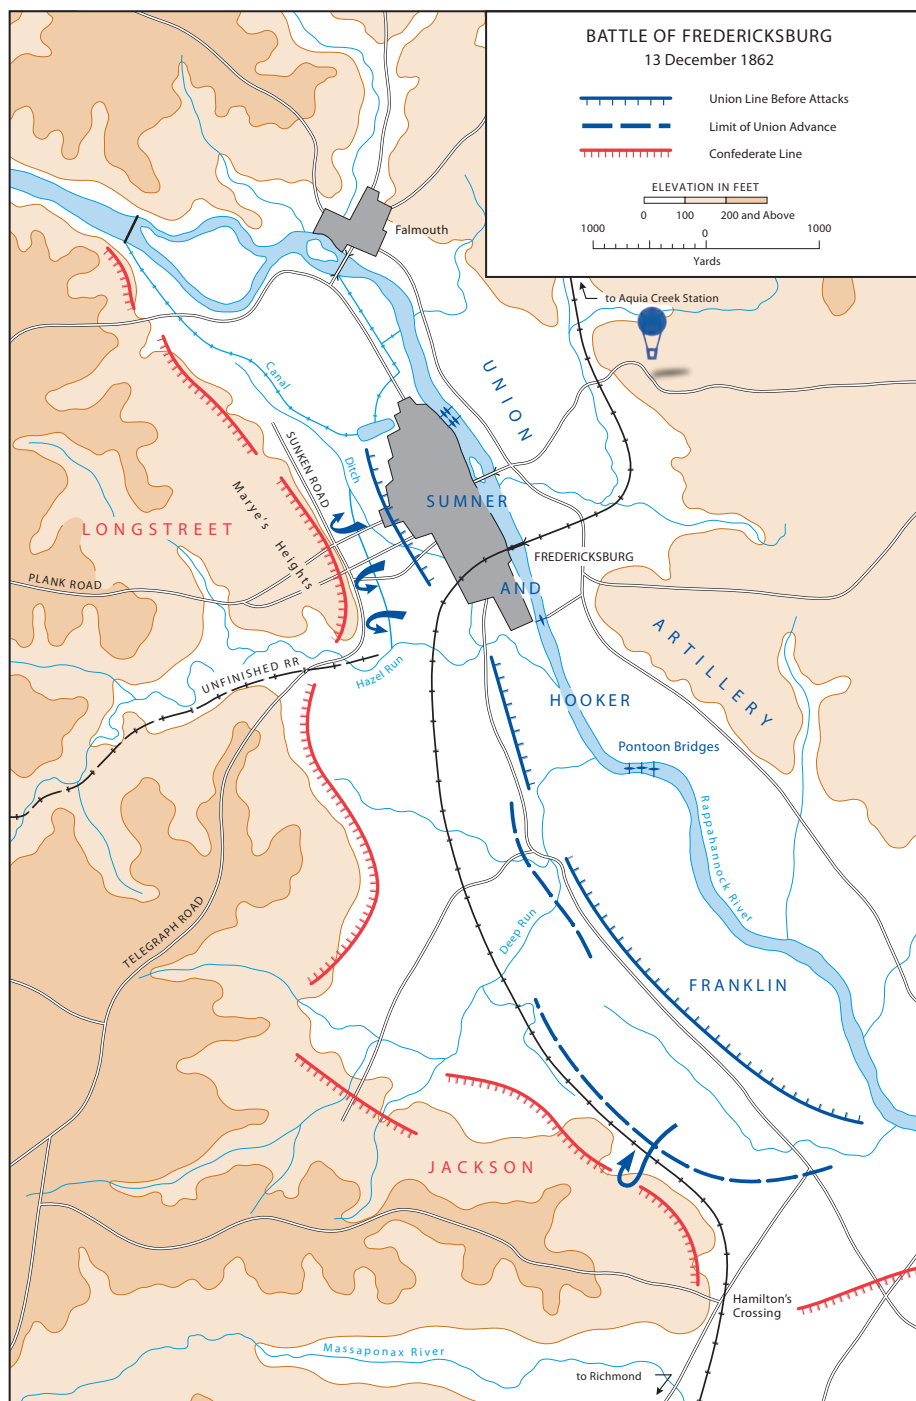 BATTLE OF FREDERICKSBURG
13 December 1862
Union Line Before Attacks
Limit of Union Advance
Confederate Line
ELEVATION IN FEET
0 100 200 and Above
1000 0 1000
Yards
Falmouth
to Aquia Creek Station
UNION
Canal
SUNKEN ROAD
Ditch
Marye's
Heights
LONGSTREET
SUMNER
FREDERICKSBURG
PLANK ROAD
AND
ARTILLERY
UNFINISHED RR
Hazel Run
HOOKER
Pontoon Bridges
Rappahannock River
TELEGRAPH ROAD
Deep Run
FRANKLIN
JACKSON
Hamilton's
Crossing
Massaponax River
to Richmond